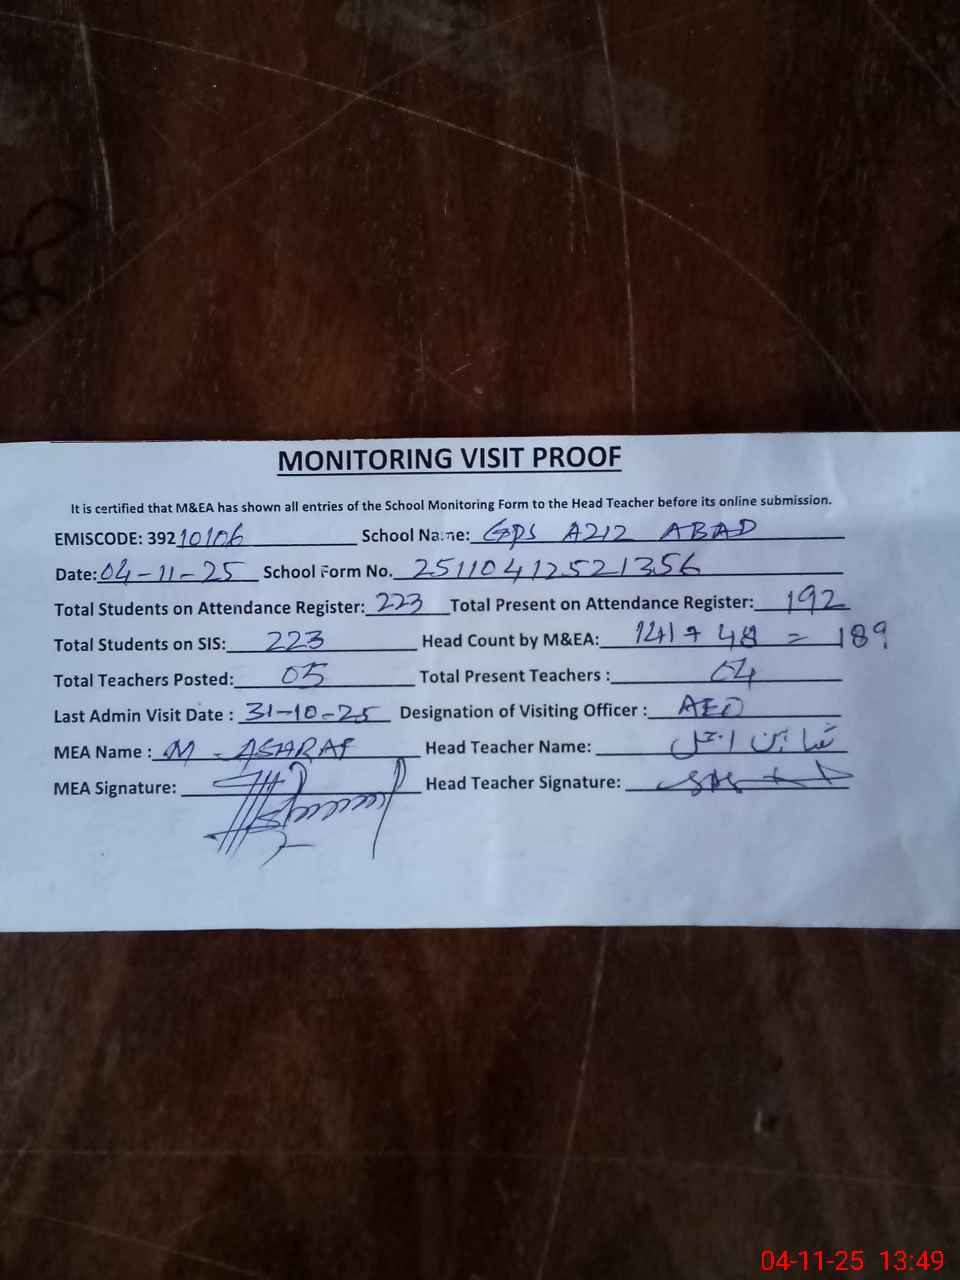 MONITORING VISIT PROOF
It is certified that M&EA has shown all entries of the School Monitoring Form to the Head Teacher before its online submission.
EMISCODE: 39210106 School Name: GPS AZIZ ABAD
Date: 04-11-25 School Form No. 25110412521356
Total Students on Attendance Register: 223 Total Present on Attendance Register: 192
Total Students on SIS: 223 Head Count by M&EA: 141 + 48 = 189
Total Teachers Posted: 05 Total Present Teachers : 04
Last Admin Visit Date : 31-10-25 Designation of Visiting Officer : AEO
MEA Name : M - ASHRAF Head Teacher Name:
MEA Signature: Head Teacher Signature:
04-11-25 13:49